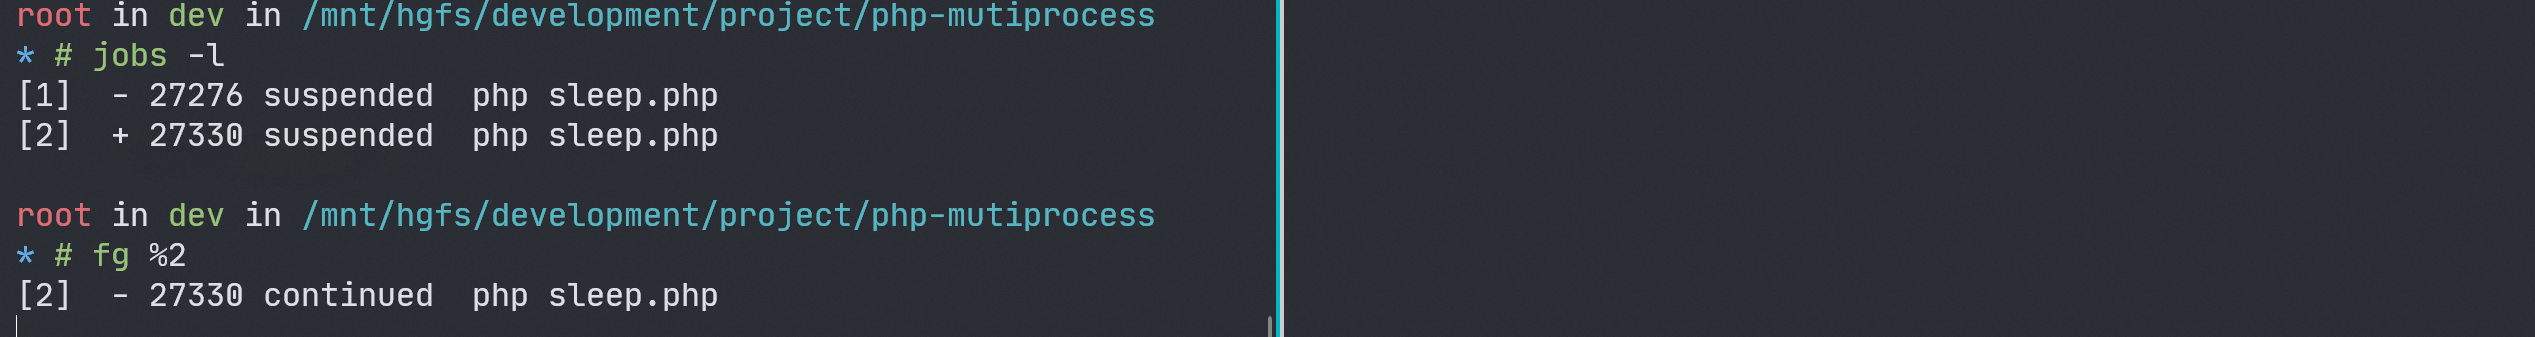 root in dev in /mnt/hgfs/development/project/php-mutiprocess
* # jobs -l
[1]  - 27276 suspended  php sleep.php
[2]  + 27330 suspended  php sleep.php
root in dev in /mnt/hgfs/development/project/php-mutiprocess
* # fg %2
[2]  - 27330 continued  php sleep.php